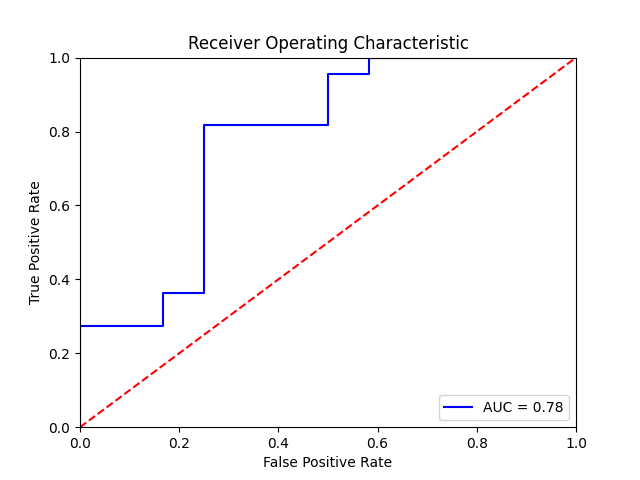 Receiver Operating Characteristic
True Positive Rate
1.0
0.8
0.6
0.4
0.2
0.0
AUC = 0.78
0.0 0.2 0.4 0.6 0.8 1.0
False Positive Rate